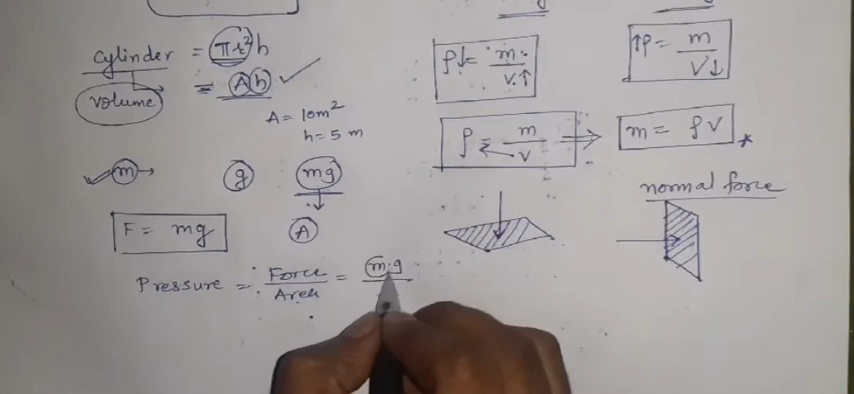 cylinder = πr²h
volume = Ah
A = 10m²
h = 5 m
m g mg
F = mg A
Pressure = Force / Area = m·g
ρ↓ = m / V↑
↑ρ = m / V↓
ρ = m / V ⇒ m = ρV
normal force